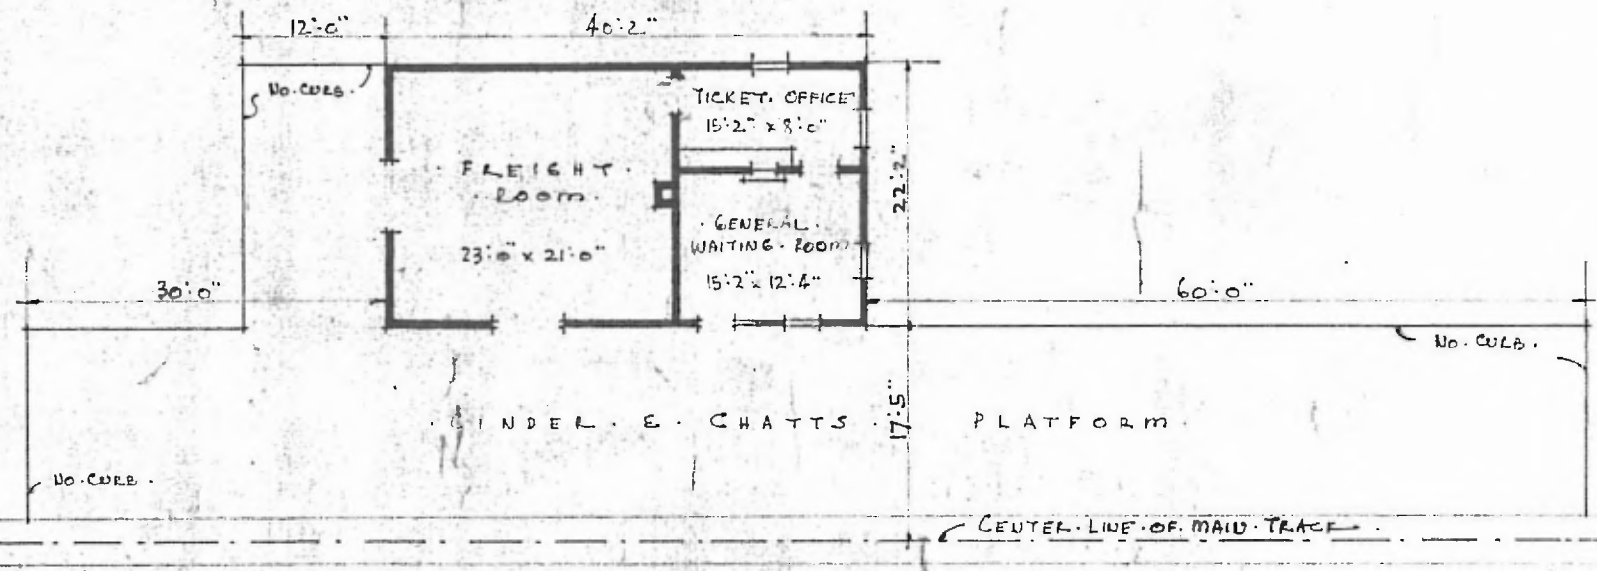 12'-0" 40'-2"
NO. CURB.
TICKET. OFFICE
15'-2" x 8'-0"
. FREIGHT .
. ROOM .
23'-0" x 21'-0"
. GENERAL .
WAITING. ROOM
15'-2" x 12'-4"
22'-2"
30'-0"
60'-0"
NO. CURB.
. CINDER. & . CHATTS . PLATFORM.
17'-5"
NO. CURB.
CENTER. LINE. OF. MAIN. TRACK.